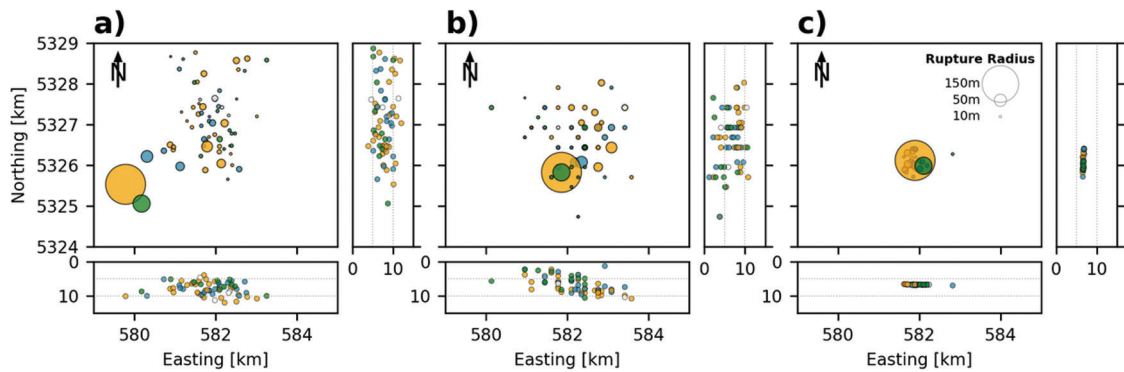 a)
b)
c)
5329
5328
5327
5326
5325
5324
Northing [km]
N
N
N
Rupture Radius
150m
50m
10m
0 10
0 10
0 10
0
10
0
10
0
10
580 582 584
580 582 584
580 582 584
Easting [km]
Easting [km]
Easting [km]